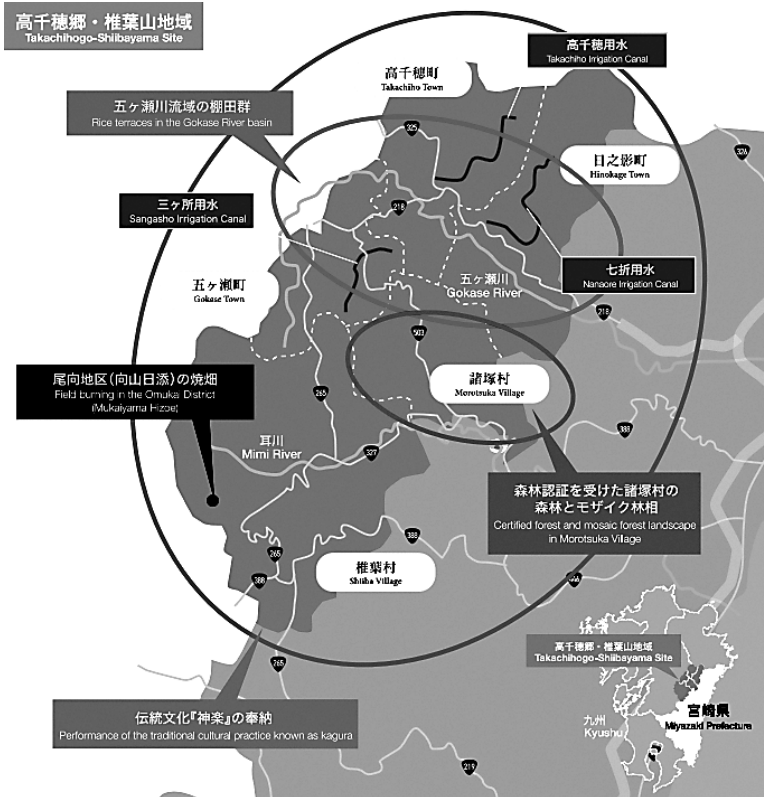 高千穂郷・椎葉山地域
Takachihogo-Shiibayama Site
高千穂用水
Takachiho Irrigation Canal
高千穂町
Takachiho Town
五ヶ瀬川流域の棚田群
Rice terraces in the Gokase River basin
325
日之影町
Hinokage Town
326
三ヶ所用水
Sangasho Irrigation Canal
218
五ヶ瀬町
Gokase Town
五ヶ瀬川
Gokase River
七折用水
Nanaore Irrigation Canal
218
503
尾向地区(向山日添)の焼畑
Field burning in the Omukai District
(Mukaiyama Hizoe)
諸塚村
Morotsuka Village
265
388
耳川
Mimi River
327
森林認証を受けた諸塚村の
森林とモザイク林相
Certified forest and mosaic forest landscape
in Morotsuka Village
388
265
388
椎葉村
Shiiba Village
高千穂郷・椎葉山地域
Takachihogo-Shiibayama Site
265
伝統文化『神楽』の奉納
Performance of the traditional cultural practice known as kagura
宮崎県
Miyazaki Prefecture
九州
Kyushu
219